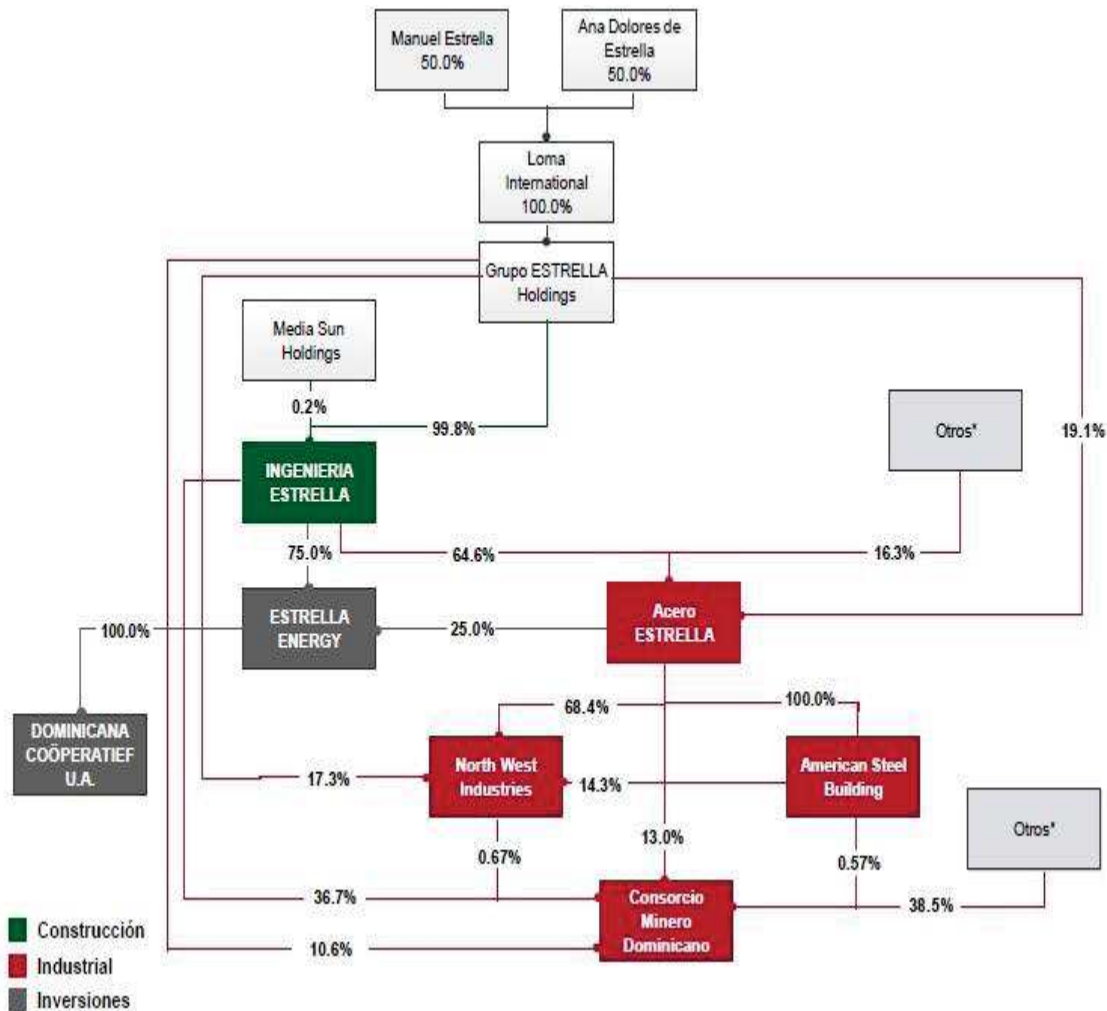 Manuel Estrella
50.0%
Ana Dolores de
Estrella
50.0%
Loma
International
100.0%
Grupo ESTRELLA
Holdings
Media Sun
Holdings
0.2%
99.8%
Otros*
19.1%
INGENIERIA
ESTRELLA
75.0%
64.6%
16.3%
ESTRELLA
ENERGY
Acero
ESTRELLA
100.0%
25.0%
68.4%
100.0%
DOMINICANA
COÖPERATIEF
U.A.
North West
Industries
American Steel
Building
17.3%
14.3%
Otros*
13.0%
0.67%
0.57%
36.7%
Consorcio
Minero
Dominicano
38.5%
10.6%
Construcción
Industrial
Inversiones